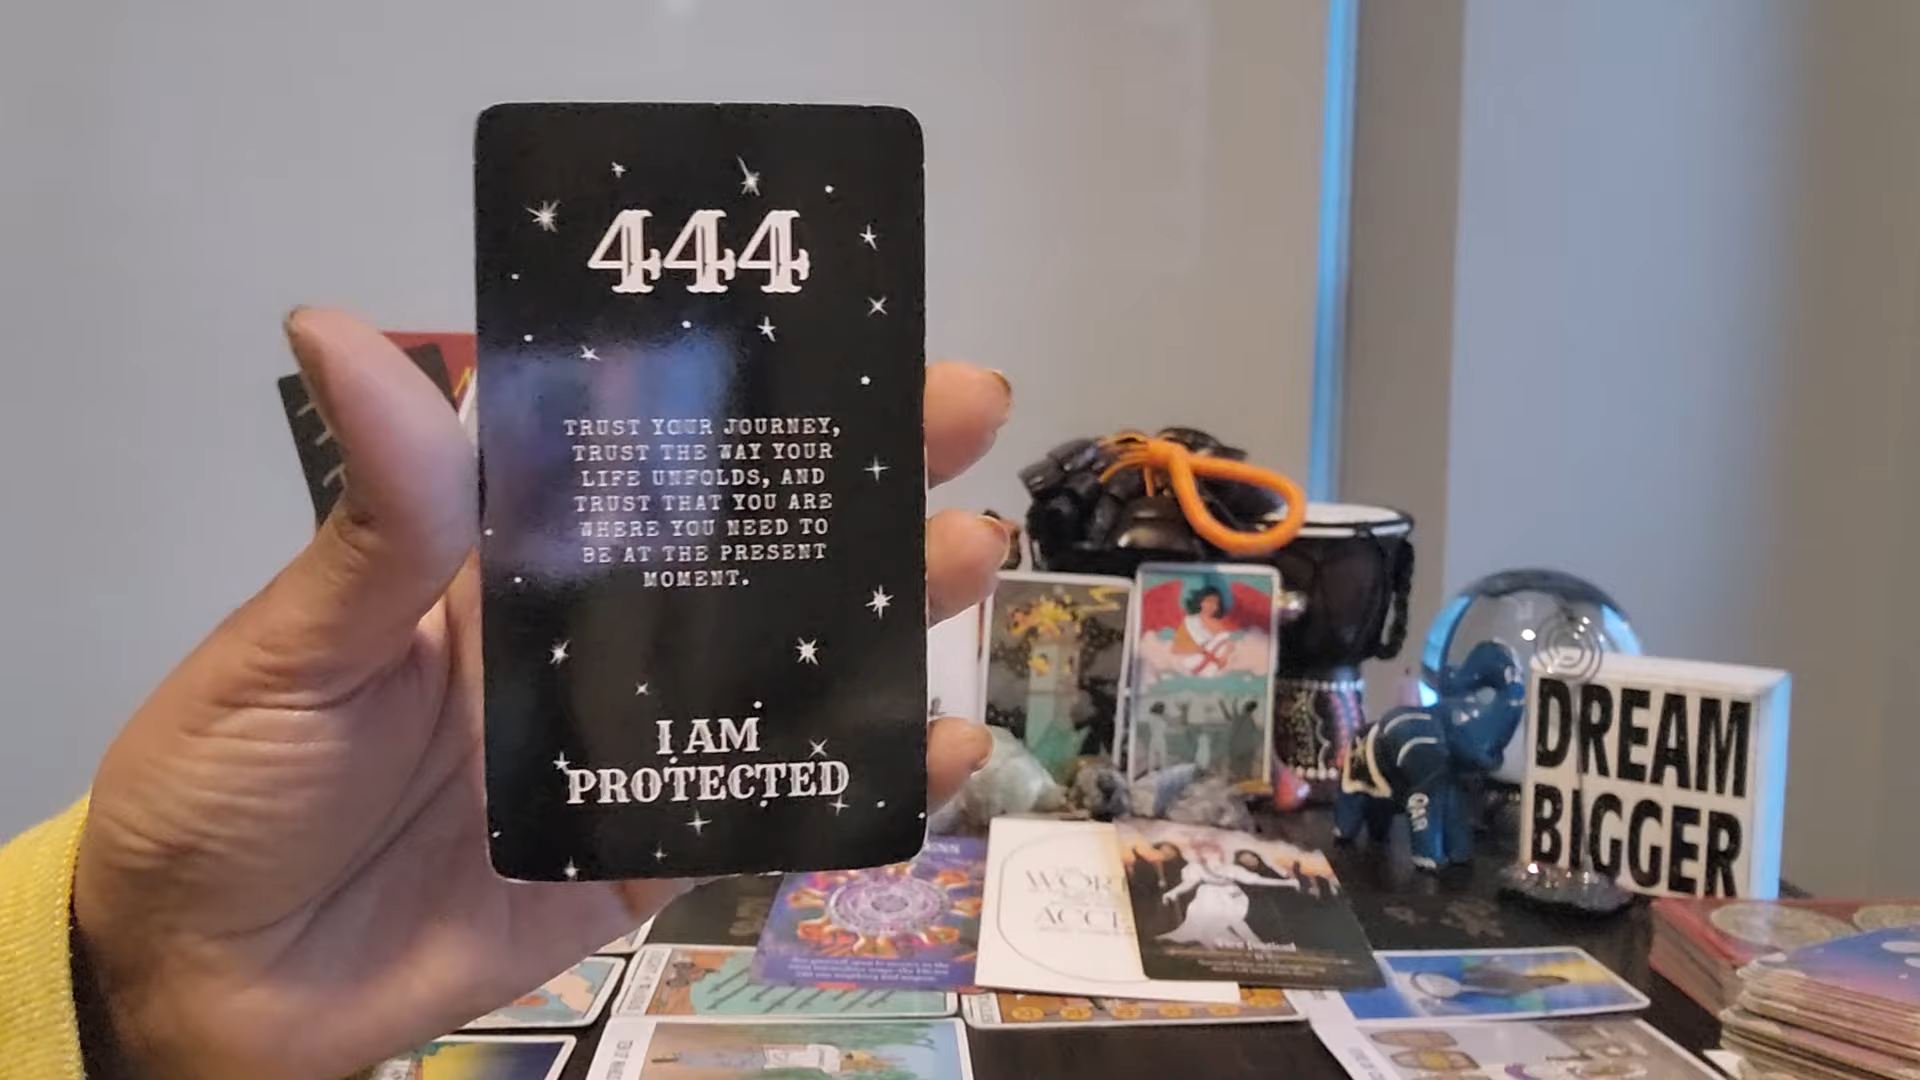 444
TRUST YOUR JOURNEY,
TRUST THE WAY YOUR
LIFE UNFOLDS, AND
TRUST THAT YOU ARE
WHERE YOU NEED TO
BE AT THE PRESENT
MOMENT.
I AM
PROTECTED
DREAM
BIGGER